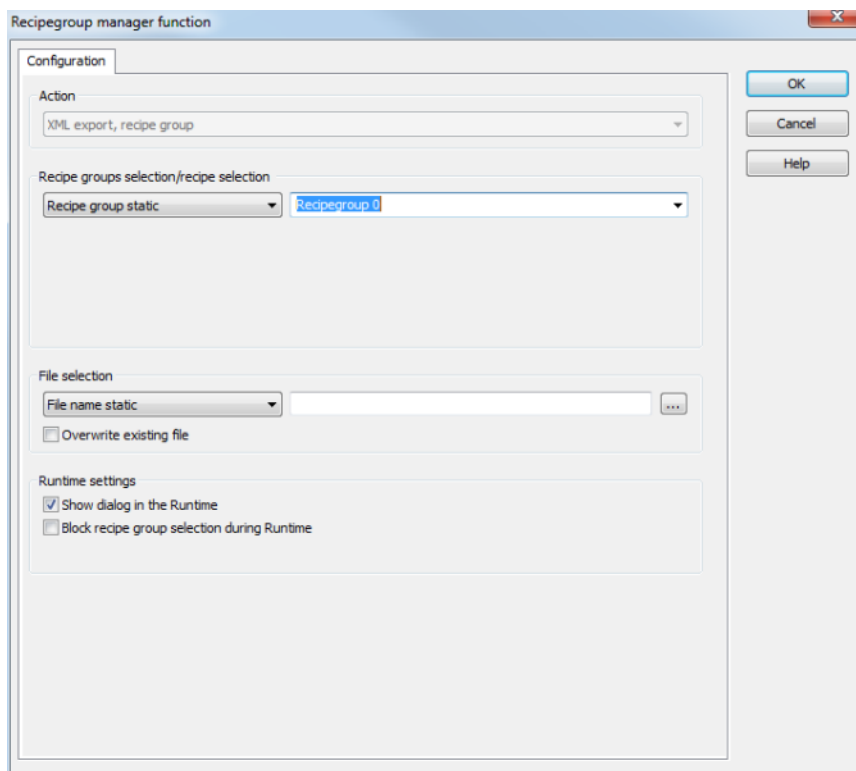 Recipegroup manager function
Configuration
OK
Action
XML export, recipe group
Cancel
Help
Recipe groups selection/recipe selection
Recipe group static Recipegroup 0
File selection
File name static ...
Overwrite existing file
Runtime settings
Show dialog in the Runtime
Block recipe group selection during Runtime